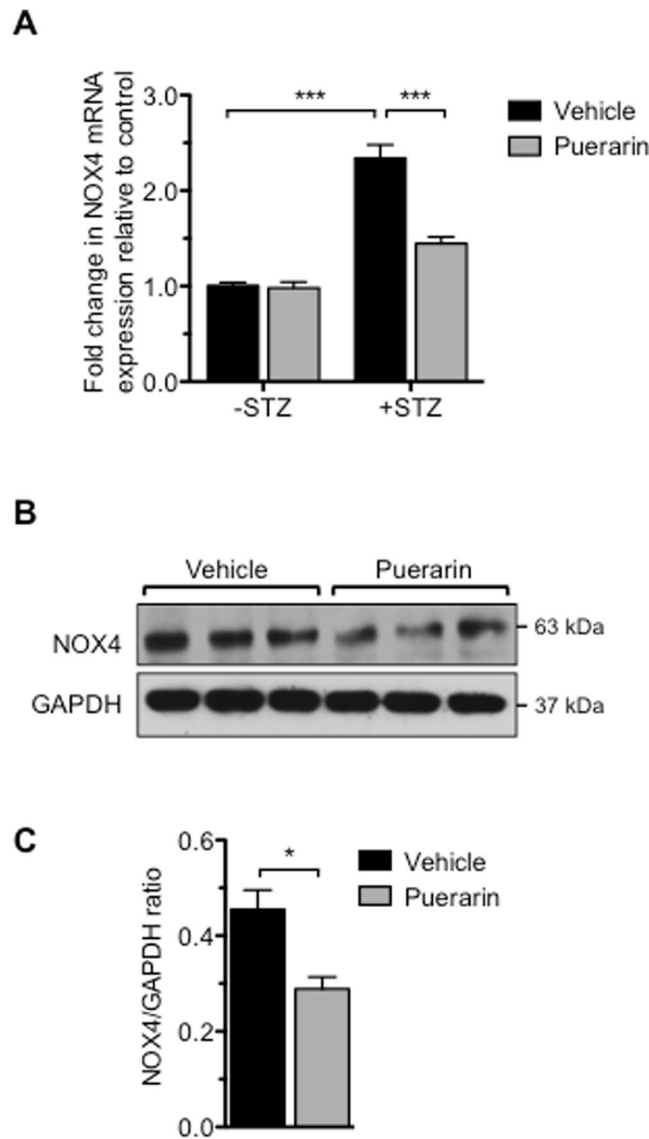 A
Fold change in NOX4 mRNA
expression relative to control
3.0
2.0
1.0
0.0
***
***
Vehicle
Puerarin
-STZ
+STZ
B
Vehicle
Puerarin
NOX4
63 kDa
GAPDH
37 kDa
C
NOX4/GAPDH ratio
0.6
0.4
0.2
0.0
*
Vehicle
Puerarin